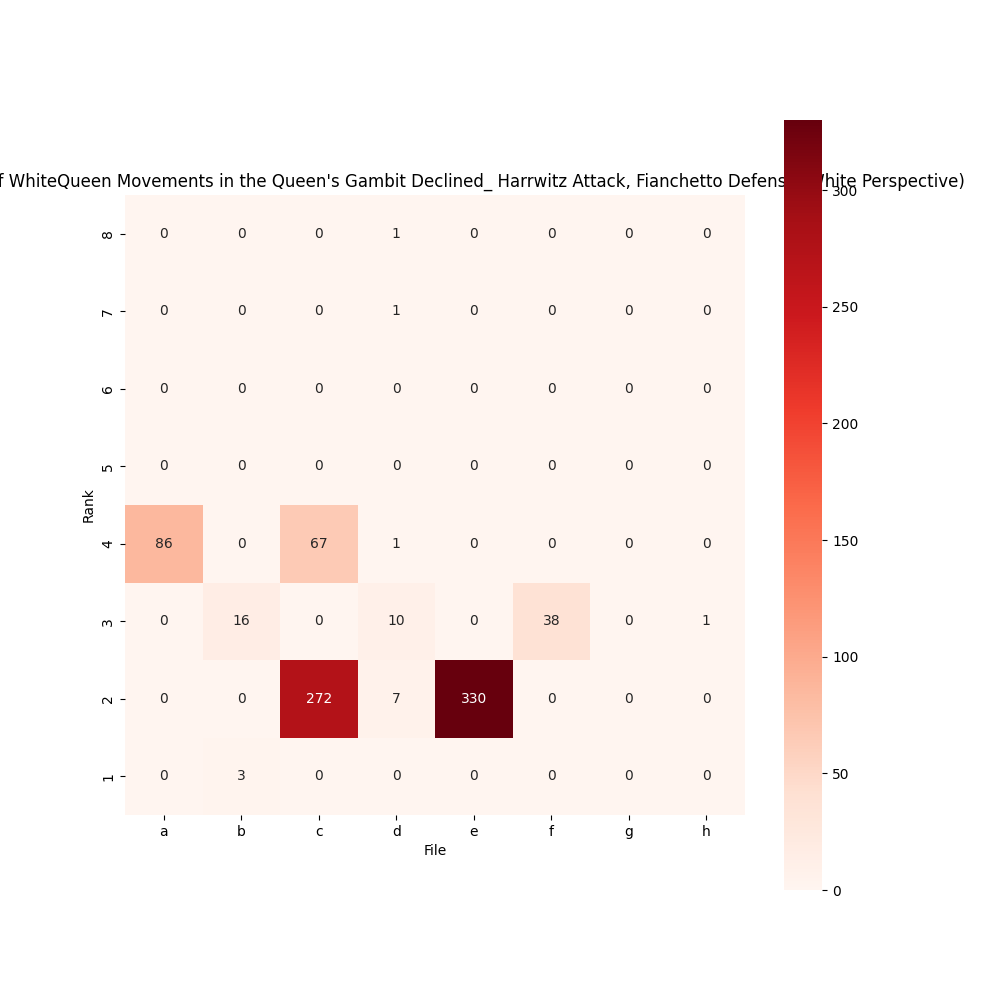 f WhiteQueen Movements in the Queen's Gambit Declined_ Harrwitz Attack, Fianchetto Defens hite Perspective)
8 0 0 0 1 0 0 0 0
7 0 0 0 1 0 0 0 0
6 0 0 0 0 0 0 0 0
5 0 0 0 0 0 0 0 0
Rank
4 86 0 67 1 0 0 0 0
3 0 16 0 10 0 38 0 1
2 0 0 272 7 330 0 0 0
1 0 3 0 0 0 0 0 0
a b c d e f g h
File
300
250
200
150
100
50
0